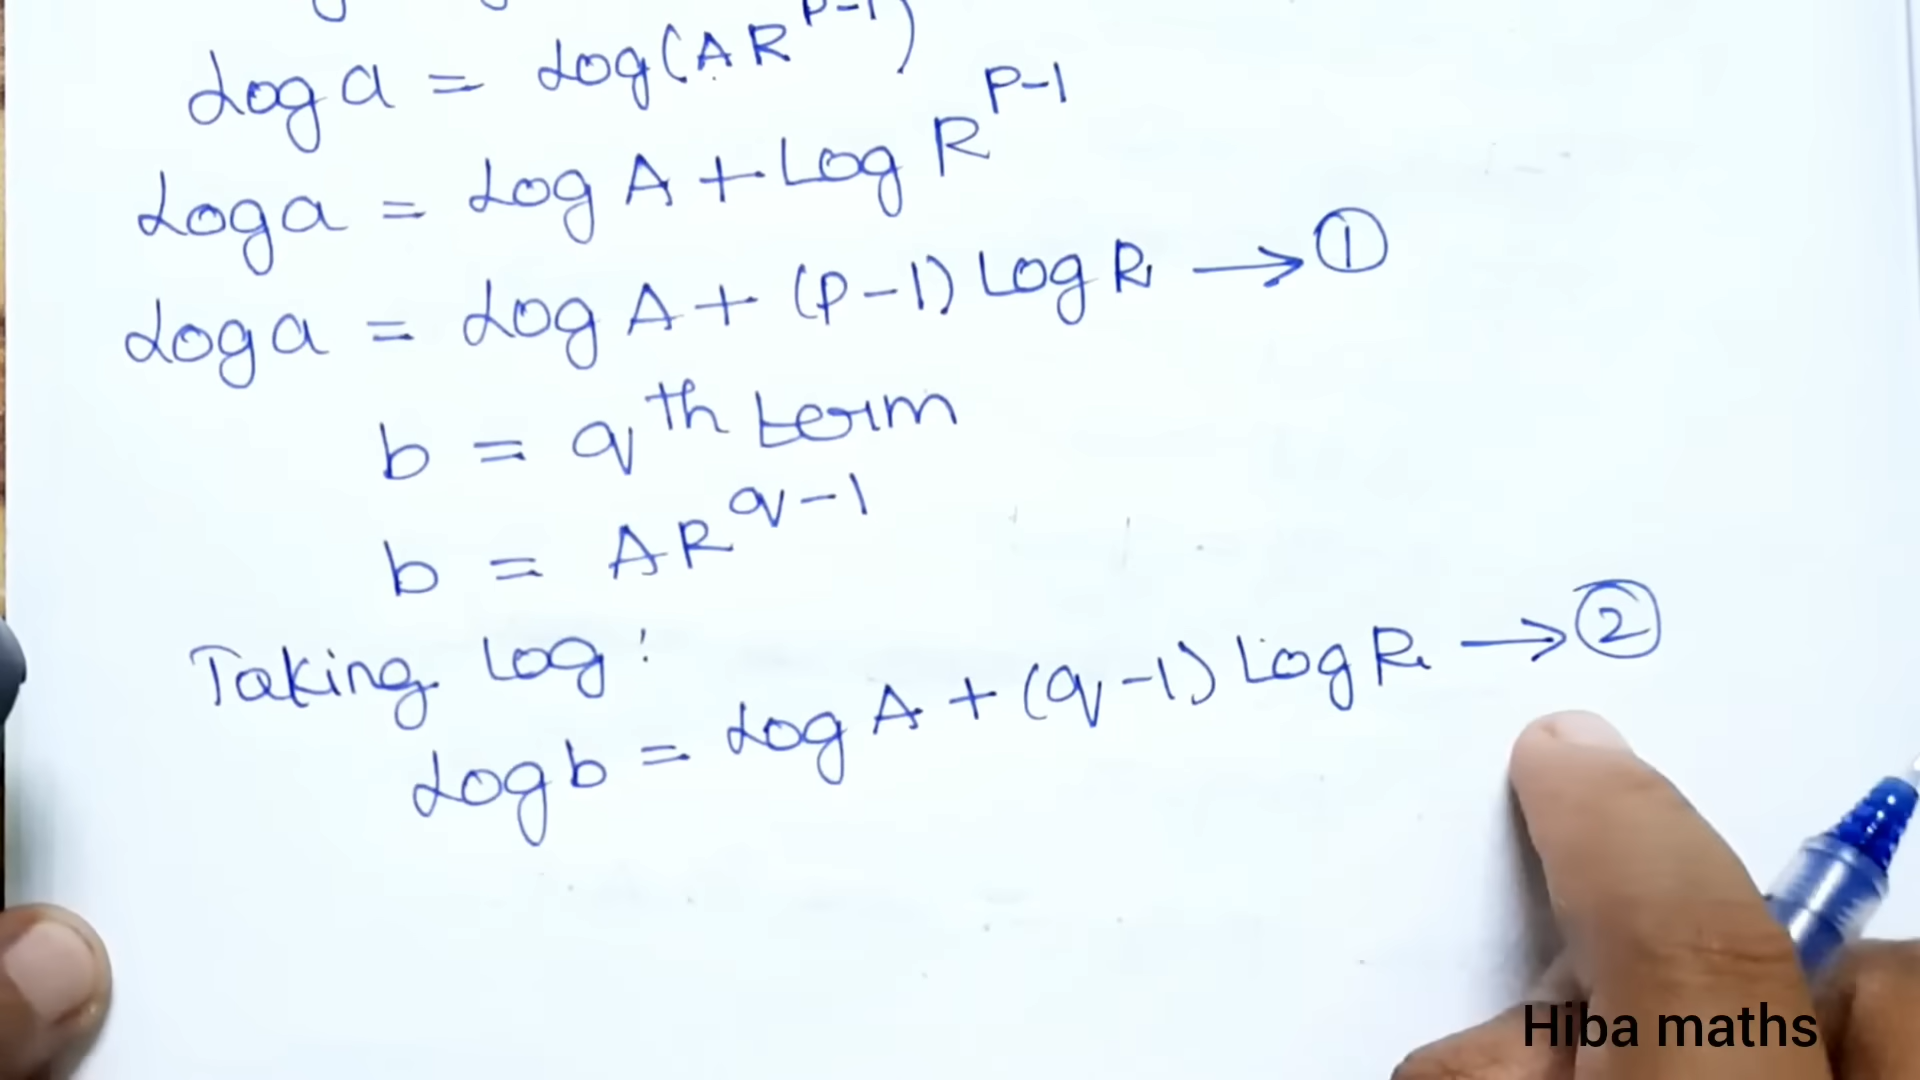 Log a = Log(AR^P-1)
Log a = Log A + Log R^P-1
Log a = Log A + (P-1) Log R → ①
b = q^th term
b = AR^q-1
Taking Log:
Log b = Log A + (q-1) Log R → ②
Hiba maths